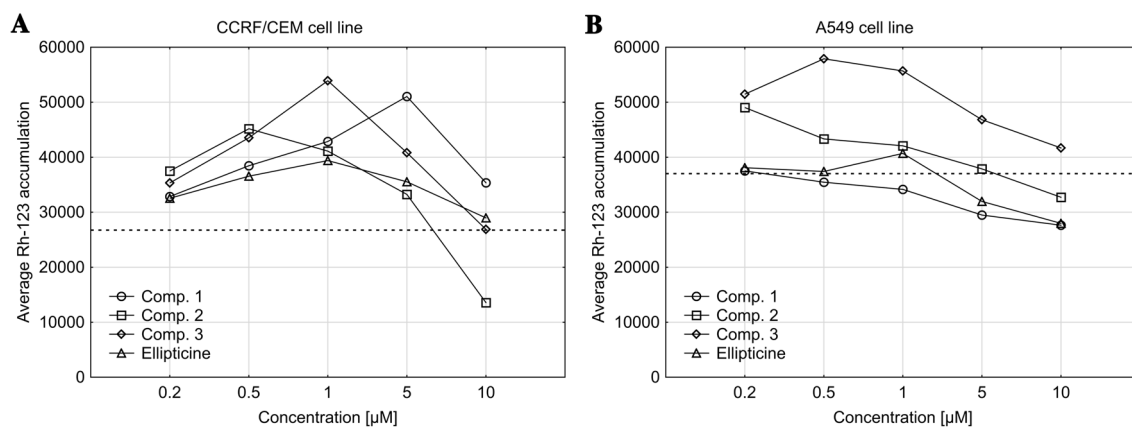 A
CCRF/CEM cell line
Average Rh-123 accumulation
60000
50000
40000
30000
20000
10000
0
Comp. 1
Comp. 2
Comp. 3
Ellipticine
0.2 0.5 1 5 10
Concentration [µM]
B
A549 cell line
Average Rh-123 accumulation
60000
50000
40000
30000
20000
10000
0
Comp. 1
Comp. 2
Comp. 3
Ellipticine
0.2 0.5 1 5 10
Concentration [µM]